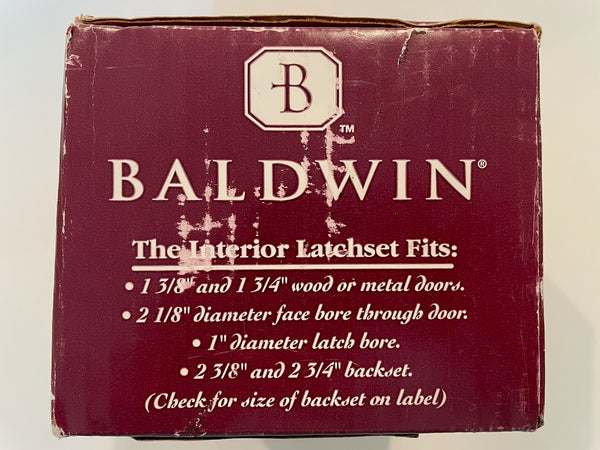 B
™
BALDWIN®
The Interior Latchset Fits:
• 1 3/8" and 1 3/4" wood or metal doors.
• 2 1/8" diameter face bore through door.
• 1" diameter latch bore.
• 2 3/8" and 2 3/4" backset.
(Check for size of backset on label)